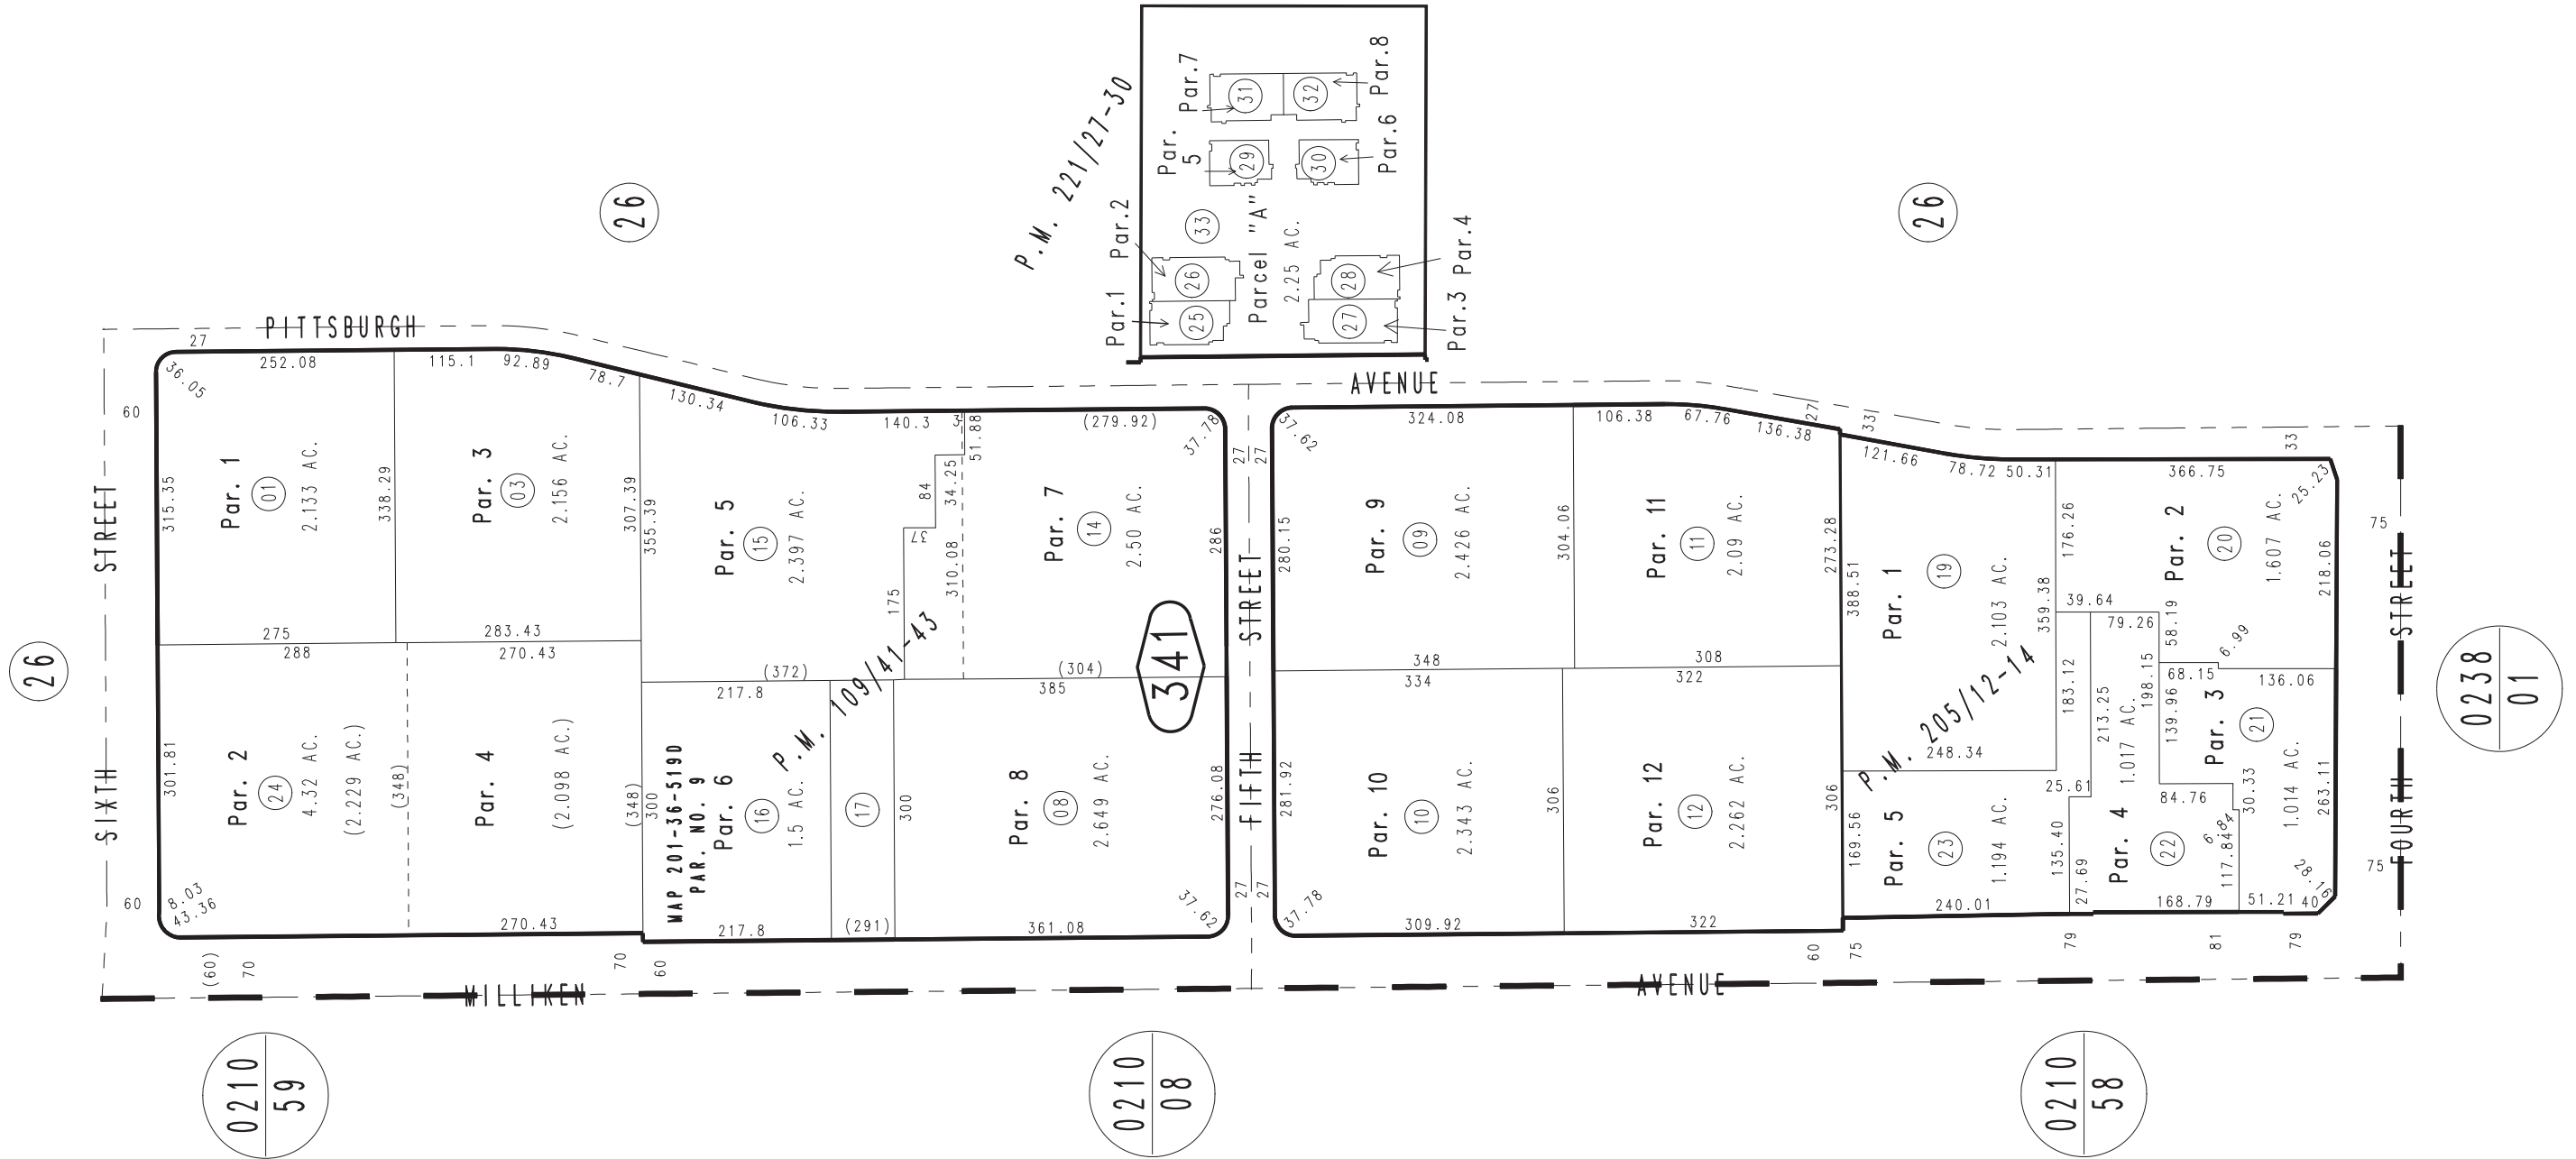 26
SIXTH STREET
60
60
(60)
70
PITTSBURGH
AVENUE
27
252.08
36.05
115.1
92.89
78.7
130.34
106.33
140.3
3
51.88
(279.92)
37.78
315.35
Par. 1
01
2.133 AC.
338.29
Par. 3
03
2.156 AC.
307.39
355.39
Par. 5
15
2.397 AC.
84
34.25
37
175
310.08
Par. 7
14
2.50 AC.
286
275
288
283.43
270.43
(372)
217.8
(304)
385
P.M. 109/41-43
341
301.81
Par. 2
24
4.32 AC.
(2.229 AC.)
(348)
Par. 4
(2.098 AC.)
(348)
300
MAP 201-36-519D
PAR. NO. 9
Par. 6
16
1.5 AC.
17
300
Par. 8
08
2.649 AC.
276.08
8.03
43.36
270.43
217.8
(291)
361.08
37.62
70
60
MILLIKEN
AVENUE
FIFTH STREET
27
27
27
27
26
P.M. 221/27-30
Par.1
Par.2
25
26
33
Parcel "A"
2.25 AC.
27
28
Par.3
Par.4
Par.
5
29
30
Par.6
Par.7
31
32
Par.8
26
37.62
324.08
106.38
67.76
136.38
27
33
121.66
78.72
50.31
366.75
33
25.23
280.15
Par. 9
09
2.426 AC.
304.06
Par. 11
11
2.09 AC.
273.28
388.51
Par. 1
19
2.103 AC.
359.38
176.26
Par. 2
20
1.607 AC.
218.06
348
334
308
322
39.64
79.26
58.19
6.99
68.15
136.06
281.92
Par. 10
10
2.343 AC.
306
Par. 12
12
2.262 AC.
306
P.M. 205/12-14
248.34
183.12
213.25
198.15
139.96
Par. 3
21
1.014 AC.
263.11
169.56
Par. 5
23
1.194 AC.
25.61
135.40
27.69
Par. 4
1.017 AC.
22
84.76
30.33
6.84
117.84
28.16
37.78
309.92
322
240.01
168.79
51.21
40
60
75
79
81
79
FOURTH STREET
75
75
0238
01
0210
59
0210
08
0210
58